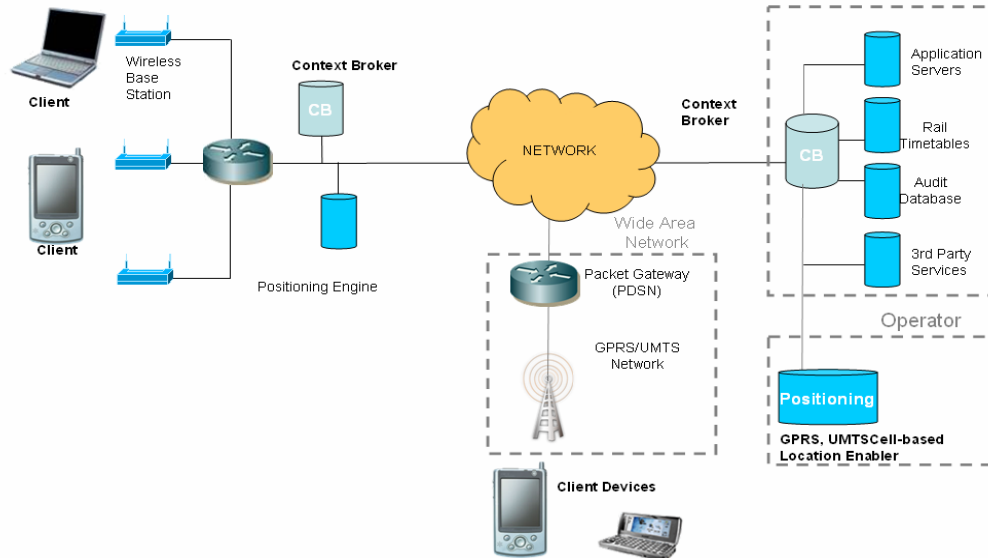 Client
Wireless
Base
Station
Client
Context Broker
CB
Positioning Engine
NETWORK
Wide Area
Network
Packet Gateway
(PDSN)
GPRS/UMTS
Network
Client Devices
Context
Broker
CB
Application
Servers
Rail
Timetables
Audit
Database
3rd Party
Services
Operator
Positioning
GPRS, UMTSCell-based
Location Enabler